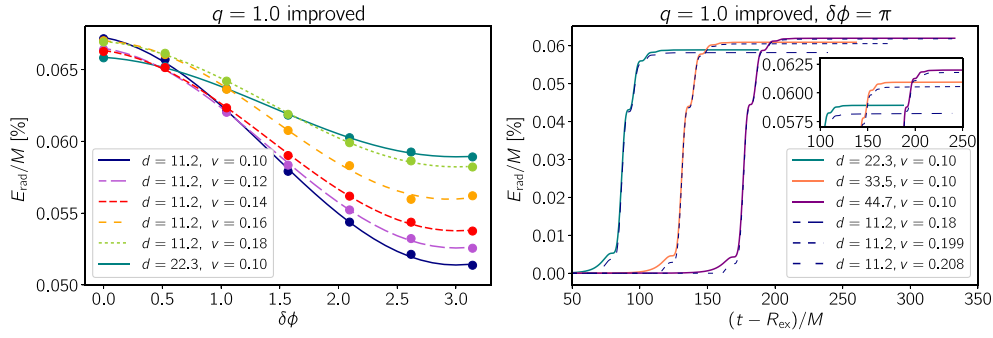 q = 1.0 improved
E_rad/M [%]
0.065
0.060
0.055
0.050
d = 11.2, v = 0.10
d = 11.2, v = 0.12
d = 11.2, v = 0.14
d = 11.2, v = 0.16
d = 11.2, v = 0.18
d = 22.3, v = 0.10
0.0 0.5 1.0 1.5 2.0 2.5 3.0
δϕ
q = 1.0 improved, δϕ = π
E_rad/M [%]
0.06
0.05
0.04
0.03
0.02
0.01
0.00
0.0625
0.0600
0.0575
100 150 200 250
d = 22.3, v = 0.10
d = 33.5, v = 0.10
d = 44.7, v = 0.10
d = 11.2, v = 0.18
d = 11.2, v = 0.199
d = 11.2, v = 0.208
50 100 150 200 250 300 350
(t − R_ex)/M